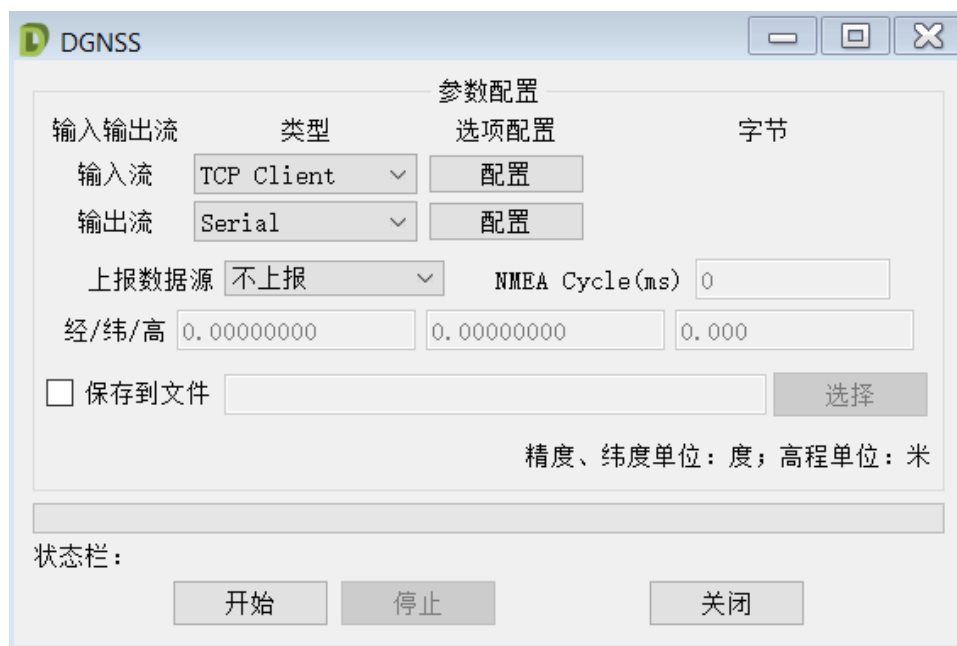 DGNSS
参数配置
输入输出流 类型 选项配置 字节
输入流 TCP Client 配置
输出流 Serial 配置
上报数据源 不上报 NMEA Cycle(ms) 0
经/纬/高 0.00000000 0.00000000 0.000
保存到文件 选择
精度、纬度单位：度；高程单位：米
状态栏：
开始 停止 关闭